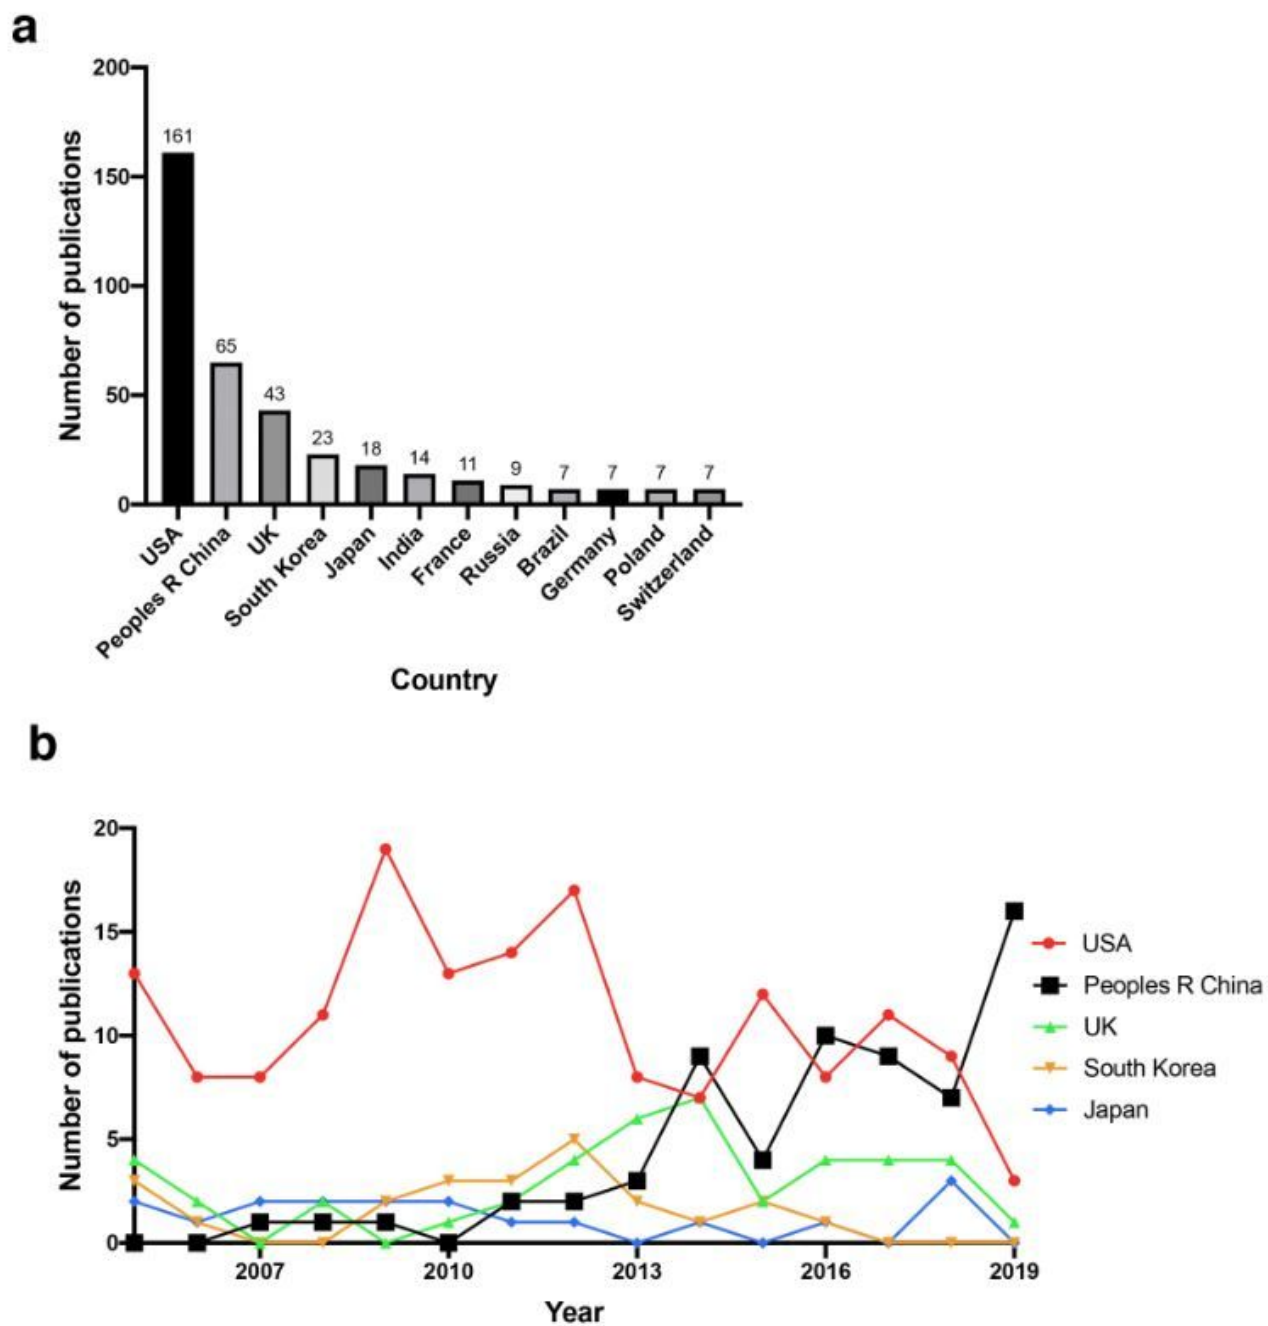 a
Number of publications
200
150
100
50
0
161
65
43
23
18
14
11
9
7
7
7
7
USA
Peoples R China
UK
South Korea
Japan
India
France
Russia
Brazil
Germany
Poland
Switzerland
Country
b
Number of publications
20
15
10
5
0
2007
2010
2013
2016
2019
Year
USA
Peoples R China
UK
South Korea
Japan